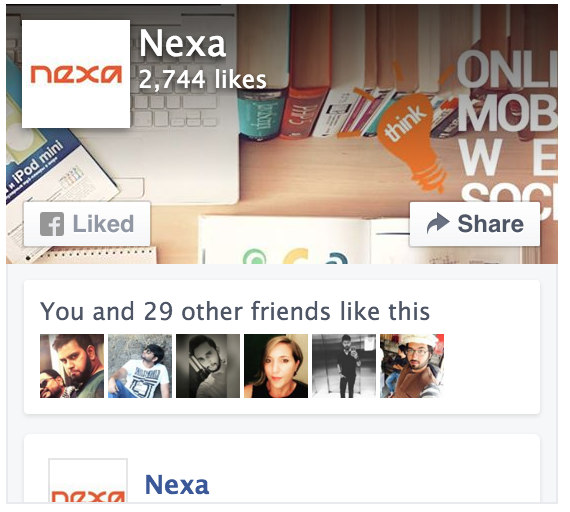 nexa
Nexa
2,744 likes
think
ONLI
MOB
W E
SOCI
iPod mini
Liked
Share
You and 29 other friends like this
nexa
Nexa